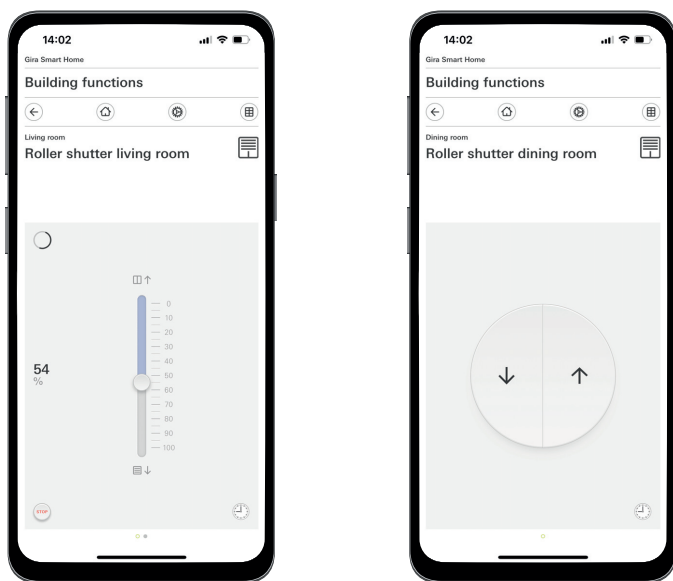 14:02
Gira Smart Home
Building functions
Living room
Roller shutter living room
0
10
20
30
40
50
60
70
80
90
100
54
%
STOP
14:02
Gira Smart Home
Building functions
Dining room
Roller shutter dining room